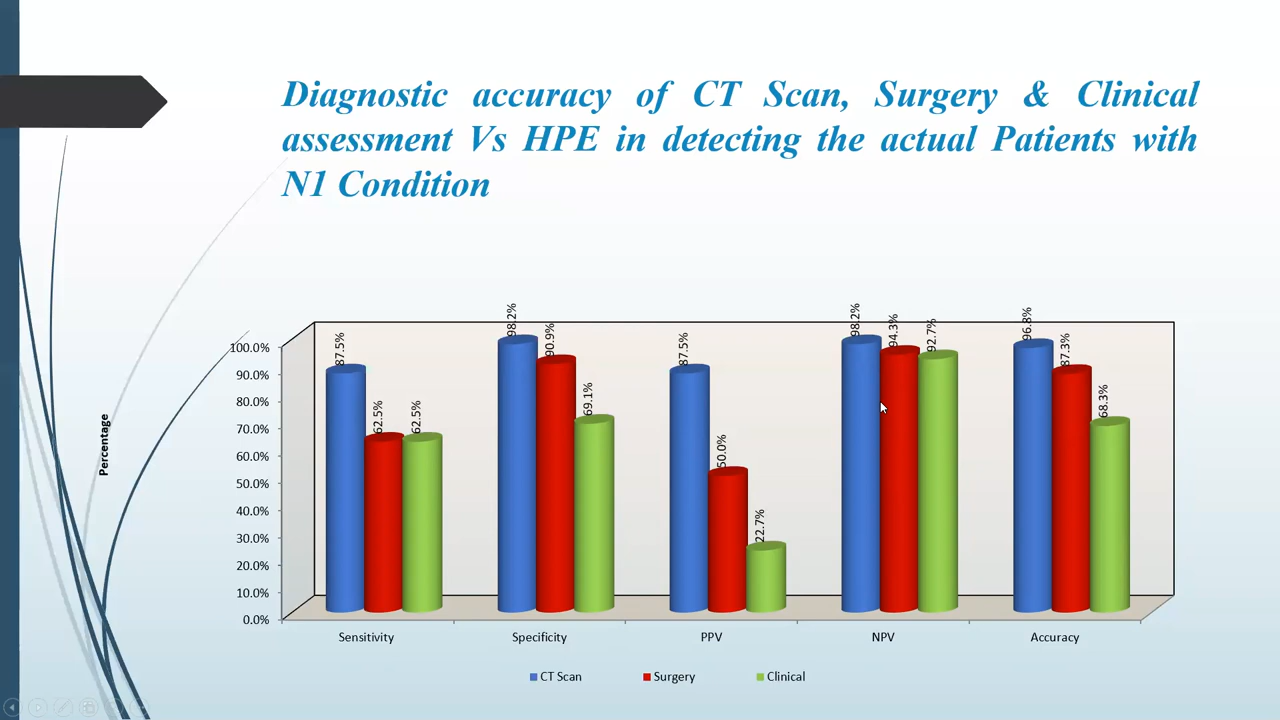 Diagnostic accuracy of CT Scan, Surgery & Clinical
assessment Vs HPE in detecting the actual Patients with
N1 Condition
Percentage
100.0%
90.0%
80.0%
70.0%
60.0%
50.0%
40.0%
30.0%
20.0%
10.0%
0.0%
87.5%
62.5%
62.5%
98.2%
90.9%
69.1%
87.5%
50.0%
22.7%
98.2%
94.3%
92.7%
96.8%
87.3%
68.3%
Sensitivity
Specificity
PPV
NPV
Accuracy
CT Scan
Surgery
Clinical